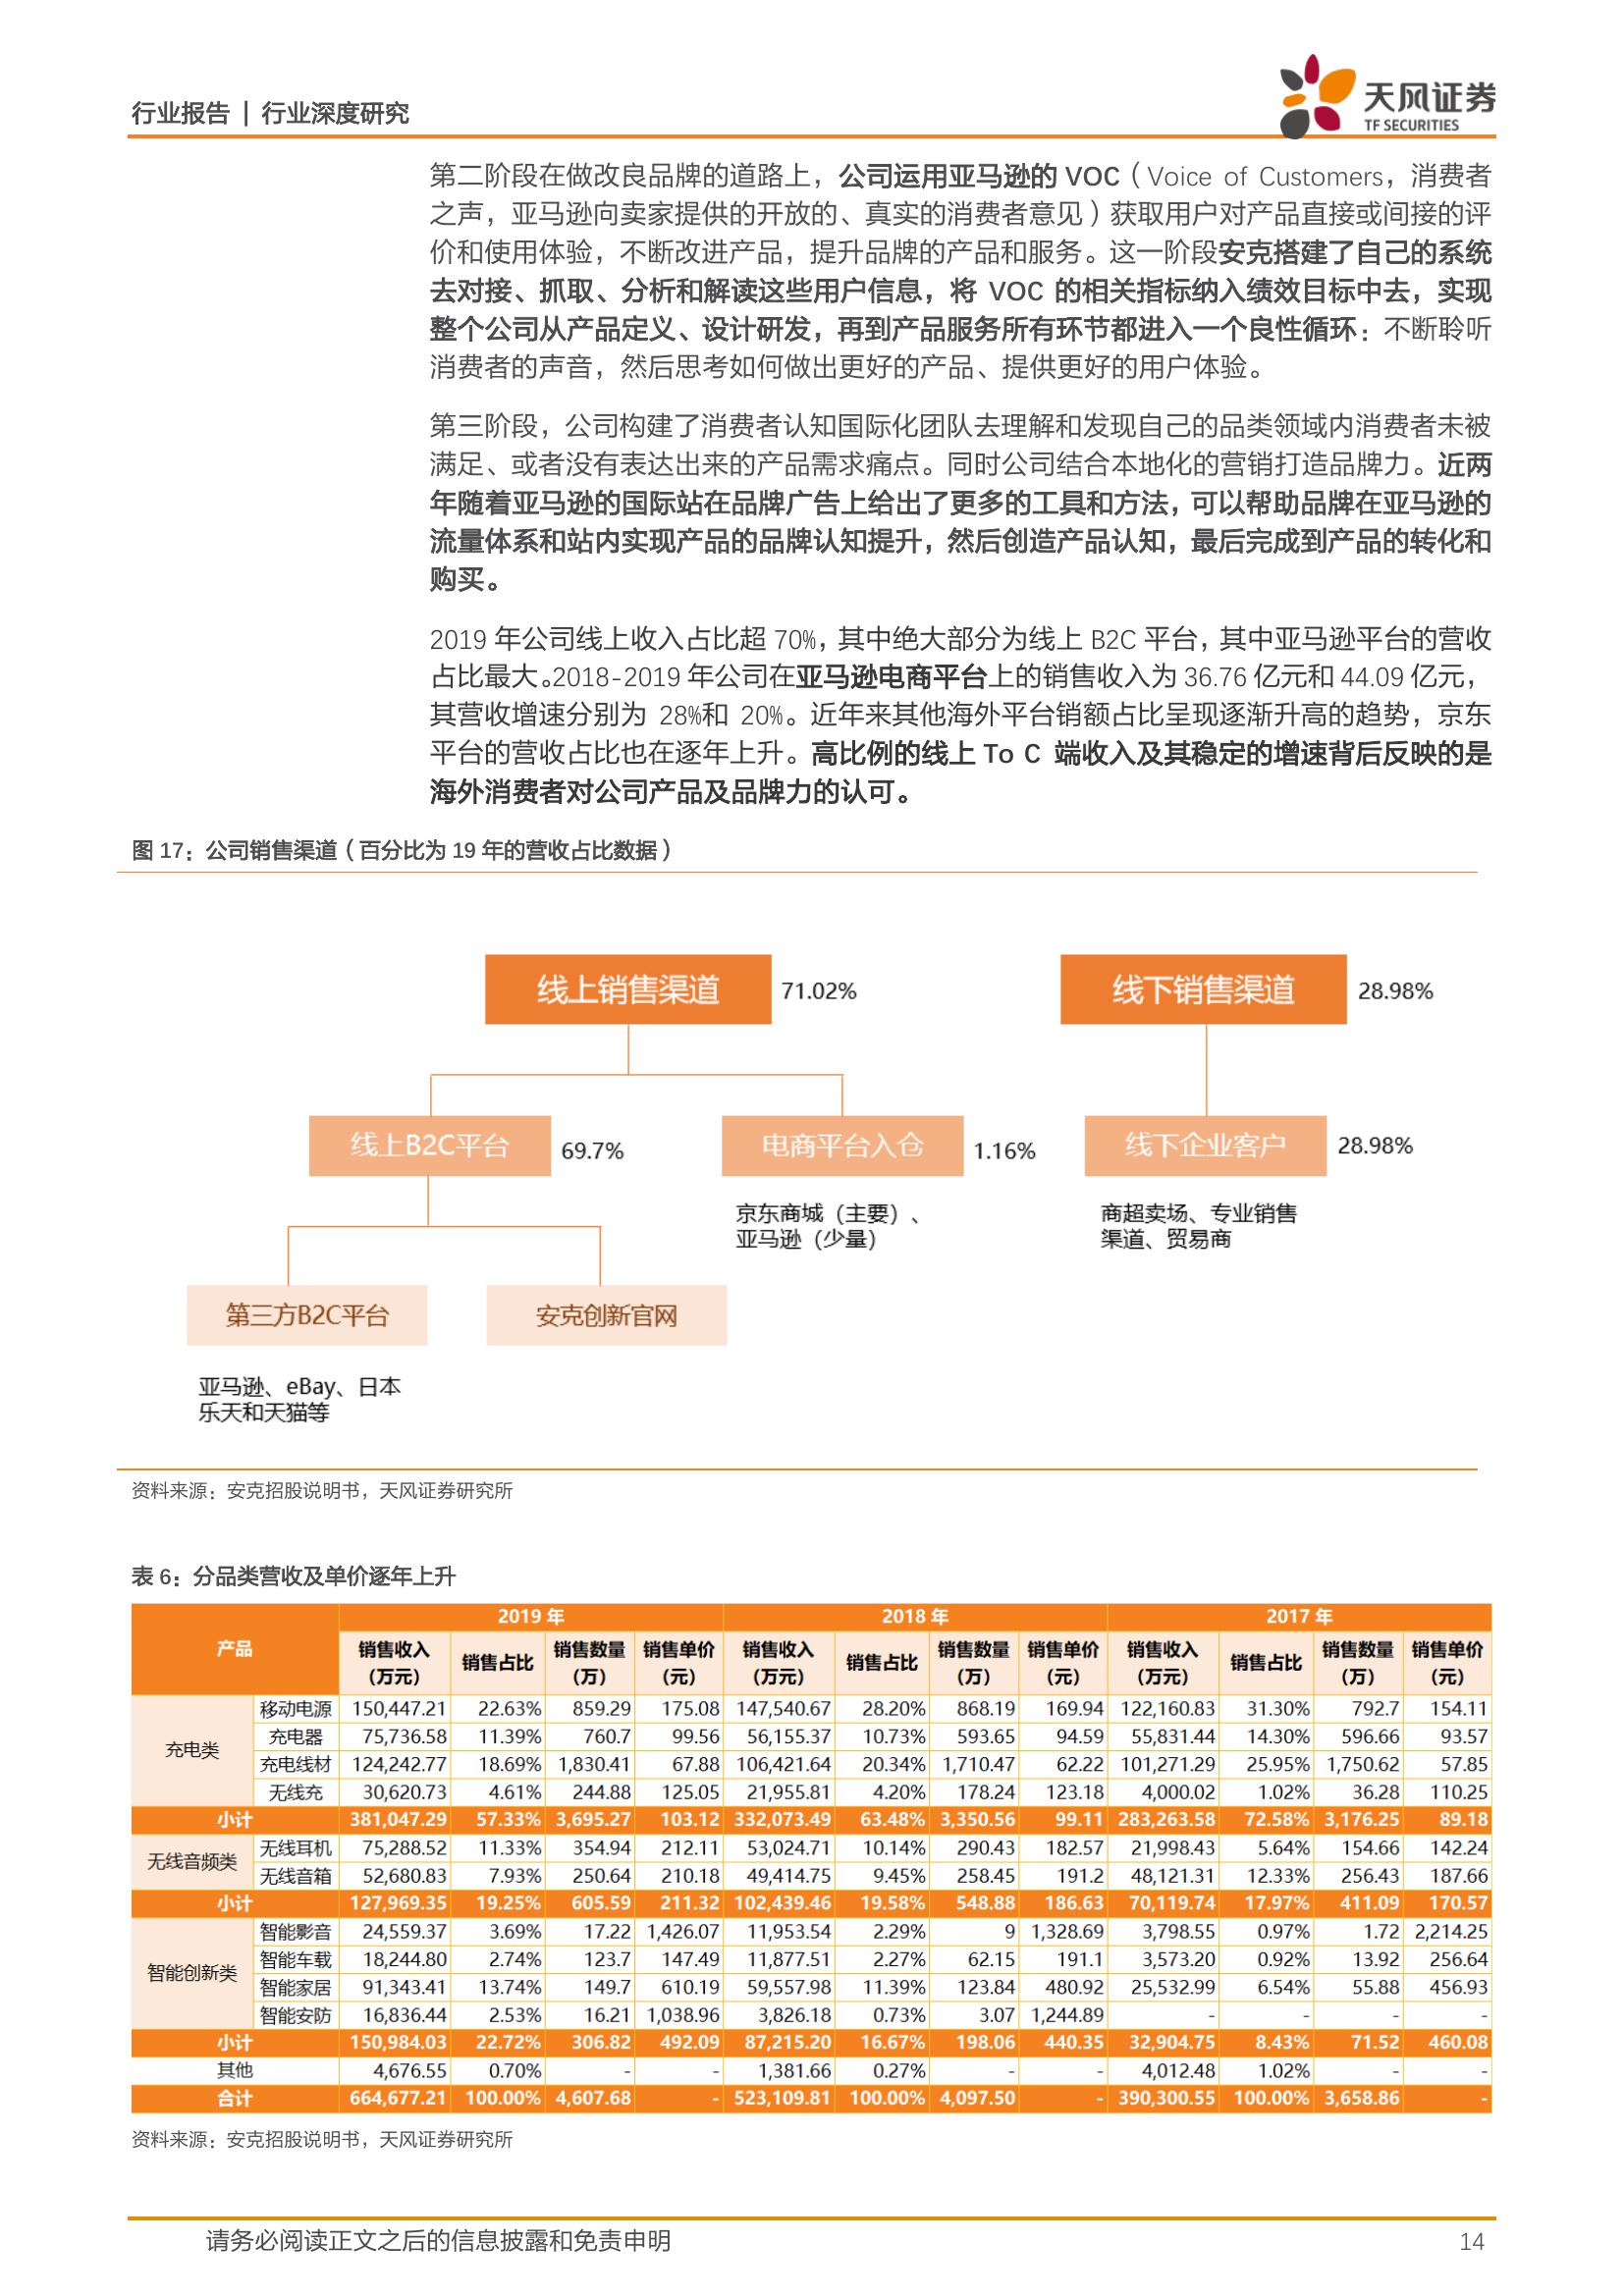 行业报告 | 行业深度研究
天风证券
TF SECURITIES
第二阶段在做改良品牌的道路上，公司运用亚马逊的 VOC（Voice of Customers，消费者
之声，亚马逊向卖家提供的开放的、真实的消费者意见）获取用户对产品直接或间接的评
价和使用体验，不断改进产品，提升品牌的产品和服务。这一阶段安克搭建了自己的系统
去对接、抓取、分析和解读这些用户信息，将 VOC 的相关指标纳入绩效目标中去，实现
整个公司从产品定义、设计研发，再到产品服务所有环节都进入一个良性循环：不断聆听
消费者的声音，然后思考如何做出更好的产品、提供更好的用户体验。
第三阶段，公司构建了消费者认知国际化团队去理解和发现自己的品类领域内消费者未被
满足、或者没有表达出来的产品需求痛点。同时公司结合本地化的营销打造品牌力。近两
年随着亚马逊的国际站在品牌广告上给出了更多的工具和方法，可以帮助品牌在亚马逊的
流量体系和站内实现产品的品牌认知提升，然后创造产品认知，最后完成到产品的转化和
购买。
2019 年公司线上收入占比超 70%，其中绝大部分为线上 B2C 平台，其中亚马逊平台的营收
占比最大。2018-2019 年公司在亚马逊电商平台上的销售收入为 36.76 亿元和 44.09 亿元，
其营收增速分别为 28%和 20%。近年来其他海外平台销额占比呈现逐渐升高的趋势，京东
平台的营收占比也在逐年上升。高比例的线上 To C 端收入及其稳定的增速背后反映的是
海外消费者对公司产品及品牌力的认可。
图 17：公司销售渠道（百分比为 19 年的营收占比数据）
线上销售渠道 71.02% 线下销售渠道 28.98%
线上B2C平台 69.7% 电商平台入仓 1.16% 线下企业客户 28.98%
京东商城（主要）、 商超卖场、专业销售
亚马逊（少量） 渠道、贸易商
第三方B2C平台 安克创新官网
亚马逊、eBay、日本
乐天和天猫等
资料来源：安克招股说明书，天风证券研究所
表 6：分品类营收及单价逐年上升
产品 2019 年 2018 年 2017 年
销售收入（万元） 销售占比 销售数量（万） 销售单价（元） 销售收入（万元） 销售占比 销售数量（万） 销售单价（元） 销售收入（万元） 销售占比 销售数量（万） 销售单价（元）
充电类 移动电源 150,447.21 22.63% 859.29 175.08 147,540.67 28.20% 868.19 169.94 122,160.83 31.30% 792.7 154.11
充电器 75,736.58 11.39% 760.7 99.56 56,155.37 10.73% 593.65 94.59 55,831.44 14.30% 596.66 93.57
充电线材 124,242.77 18.69% 1,830.41 67.88 106,421.64 20.34% 1,710.47 62.22 101,271.29 25.95% 1,750.62 57.85
无线充 30,620.73 4.61% 244.88 125.05 21,955.81 4.20% 178.24 123.18 4,000.02 1.02% 36.28 110.25
小计 381,047.29 57.33% 3,695.27 103.12 332,073.49 63.48% 3,350.56 99.11 283,263.58 72.58% 3,176.25 89.18
无线音频类 无线耳机 75,288.52 11.33% 354.94 212.11 53,024.71 10.14% 290.43 182.57 21,998.43 5.64% 154.66 142.24
无线音箱 52,680.83 7.93% 250.64 210.18 49,414.75 9.45% 258.45 191.2 48,121.31 12.33% 256.43 187.66
小计 127,969.35 19.25% 605.59 211.32 102,439.46 19.58% 548.88 186.63 70,119.74 17.97% 411.09 170.57
智能创新类 智能影音 24,559.37 3.69% 17.22 1,426.07 11,953.54 2.29% 9 1,328.69 3,798.55 0.97% 1.72 2,214.25
智能车载 18,244.80 2.74% 123.7 147.49 11,877.51 2.27% 62.15 191.1 3,573.20 0.92% 13.92 256.64
智能家居 91,343.41 13.74% 149.7 610.19 59,557.98 11.39% 123.84 480.92 25,532.99 6.54% 55.88 456.93
智能安防 16,836.44 2.53% 16.21 1,038.96 3,826.18 0.73% 3.07 1,244.89 - - - -
小计 150,984.03 22.72% 306.82 492.09 87,215.20 16.67% 198.06 440.35 32,904.75 8.43% 71.52 460.08
其他 4,676.55 0.70% - - 1,381.66 0.27% - - 4,012.48 1.02% - -
合计 664,677.21 100.00% 4,607.68 - 523,109.81 100.00% 4,097.50 - 390,300.55 100.00% 3,658.86 -
资料来源：安克招股说明书，天风证券研究所
请务必阅读正文之后的信息披露和免责申明 14